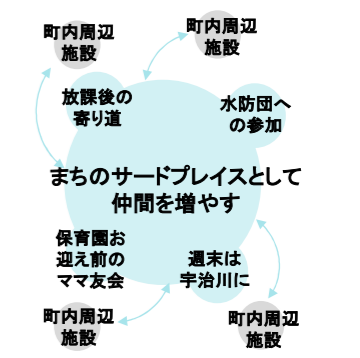 町内周辺
施設
町内周辺
施設
放課後の
寄り道
水防団へ
の参加
まちのサードプレイスとして
仲間を増やす
保育園お
迎え前の
ママ友会
週末は
宇治川に
町内周辺
施設
町内周辺
施設